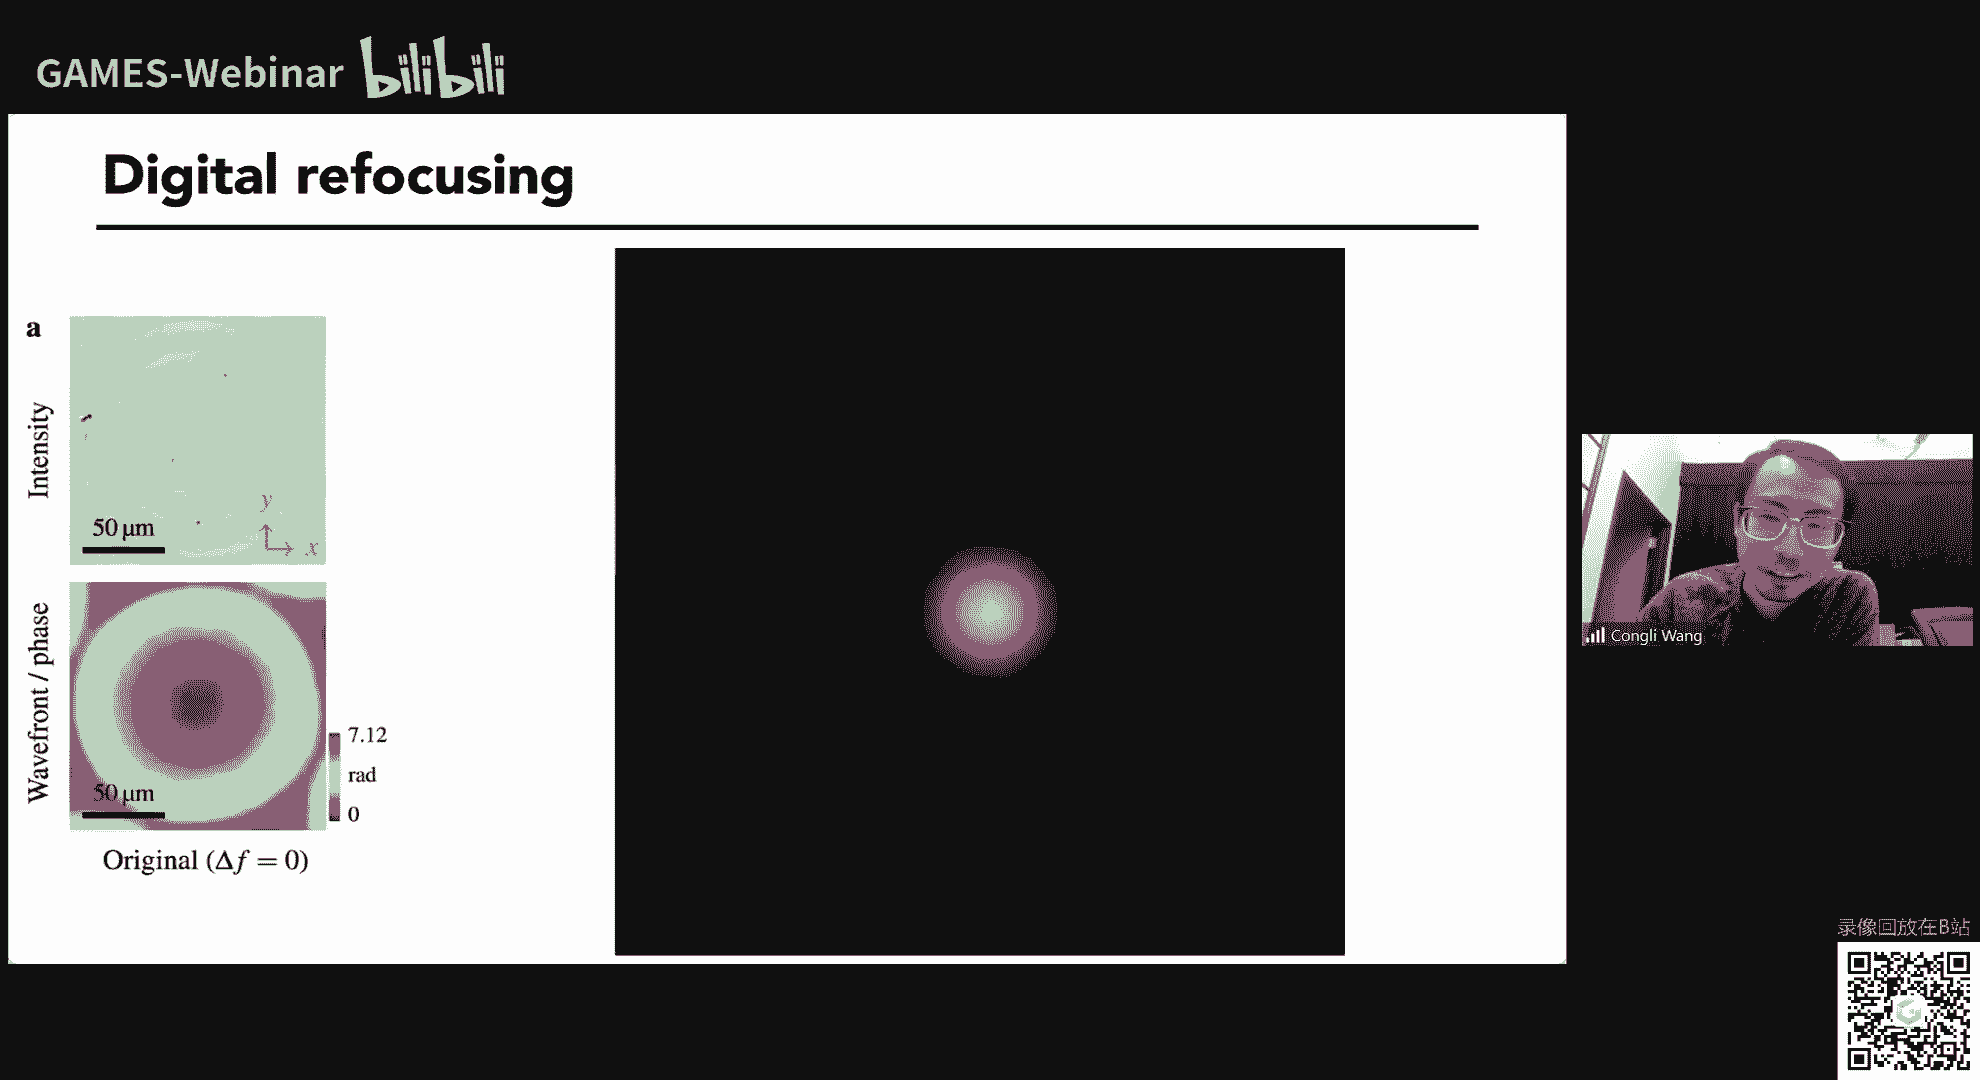 GAMES-Webinar bilibili
Digital refocusing
a
Intensity
50 μm
y
x
Wavefront / phase
50 μm
7.12
rad
0
Original (Δf = 0)
Congli Wang
录像回放在B站